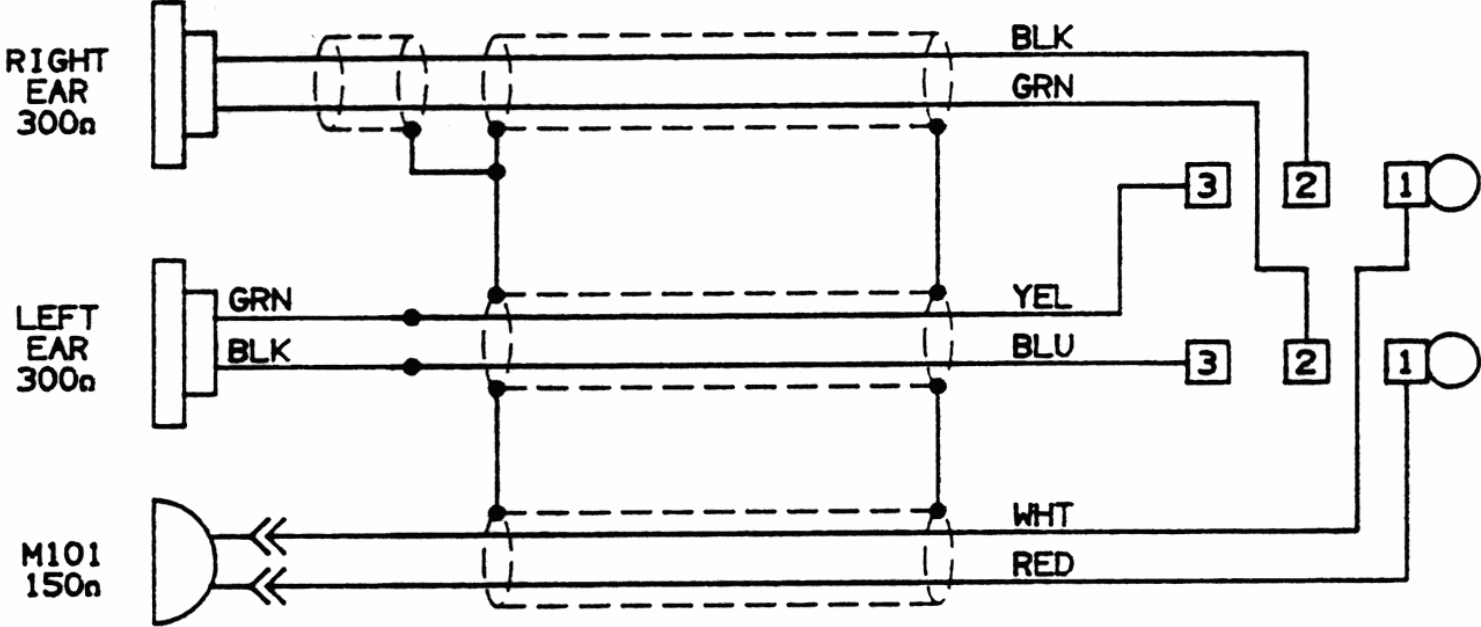 RIGHT
EAR
300Ω
BLK
GRN
3
2
1
LEFT
EAR
300Ω
GRN
BLK
YEL
BLU
3
2
1
M101
150Ω
WHT
RED